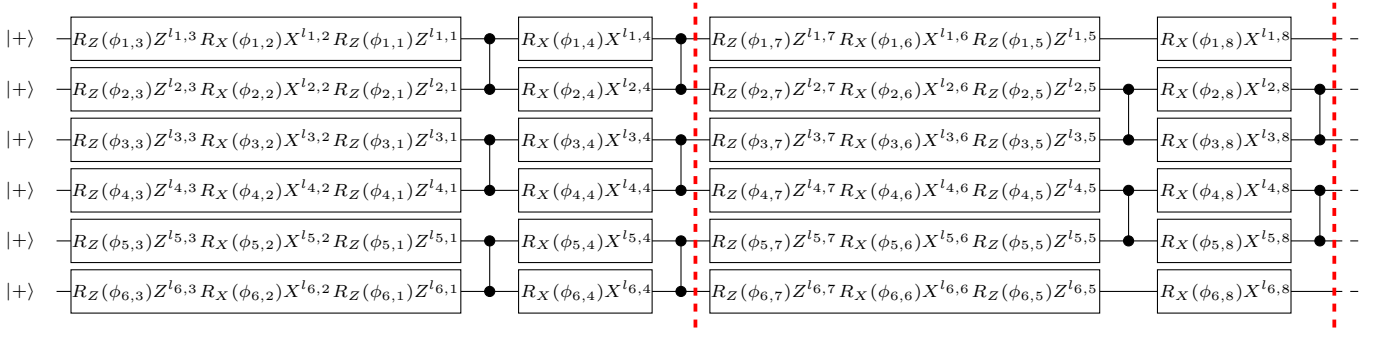 |+⟩ R_Z(ϕ_{1,3})Z^{l_{1,3}}R_X(ϕ_{1,2})X^{l_{1,2}}R_Z(ϕ_{1,1})Z^{l_{1,1}} R_X(ϕ_{1,4})X^{l_{1,4}} R_Z(ϕ_{1,7})Z^{l_{1,7}}R_X(ϕ_{1,6})X^{l_{1,6}}R_Z(ϕ_{1,5})Z^{l_{1,5}} R_X(ϕ_{1,8})X^{l_{1,8}}
|+⟩ R_Z(ϕ_{2,3})Z^{l_{2,3}}R_X(ϕ_{2,2})X^{l_{2,2}}R_Z(ϕ_{2,1})Z^{l_{2,1}} R_X(ϕ_{2,4})X^{l_{2,4}} R_Z(ϕ_{2,7})Z^{l_{2,7}}R_X(ϕ_{2,6})X^{l_{2,6}}R_Z(ϕ_{2,5})Z^{l_{2,5}} R_X(ϕ_{2,8})X^{l_{2,8}}
|+⟩ R_Z(ϕ_{3,3})Z^{l_{3,3}}R_X(ϕ_{3,2})X^{l_{3,2}}R_Z(ϕ_{3,1})Z^{l_{3,1}} R_X(ϕ_{3,4})X^{l_{3,4}} R_Z(ϕ_{3,7})Z^{l_{3,7}}R_X(ϕ_{3,6})X^{l_{3,6}}R_Z(ϕ_{3,5})Z^{l_{3,5}} R_X(ϕ_{3,8})X^{l_{3,8}}
|+⟩ R_Z(ϕ_{4,3})Z^{l_{4,3}}R_X(ϕ_{4,2})X^{l_{4,2}}R_Z(ϕ_{4,1})Z^{l_{4,1}} R_X(ϕ_{4,4})X^{l_{4,4}} R_Z(ϕ_{4,7})Z^{l_{4,7}}R_X(ϕ_{4,6})X^{l_{4,6}}R_Z(ϕ_{4,5})Z^{l_{4,5}} R_X(ϕ_{4,8})X^{l_{4,8}}
|+⟩ R_Z(ϕ_{5,3})Z^{l_{5,3}}R_X(ϕ_{5,2})X^{l_{5,2}}R_Z(ϕ_{5,1})Z^{l_{5,1}} R_X(ϕ_{5,4})X^{l_{5,4}} R_Z(ϕ_{5,7})Z^{l_{5,7}}R_X(ϕ_{5,6})X^{l_{5,6}}R_Z(ϕ_{5,5})Z^{l_{5,5}} R_X(ϕ_{5,8})X^{l_{5,8}}
|+⟩ R_Z(ϕ_{6,3})Z^{l_{6,3}}R_X(ϕ_{6,2})X^{l_{6,2}}R_Z(ϕ_{6,1})Z^{l_{6,1}} R_X(ϕ_{6,4})X^{l_{6,4}} R_Z(ϕ_{6,7})Z^{l_{6,7}}R_X(ϕ_{6,6})X^{l_{6,6}}R_Z(ϕ_{6,5})Z^{l_{6,5}} R_X(ϕ_{6,8})X^{l_{6,8}}